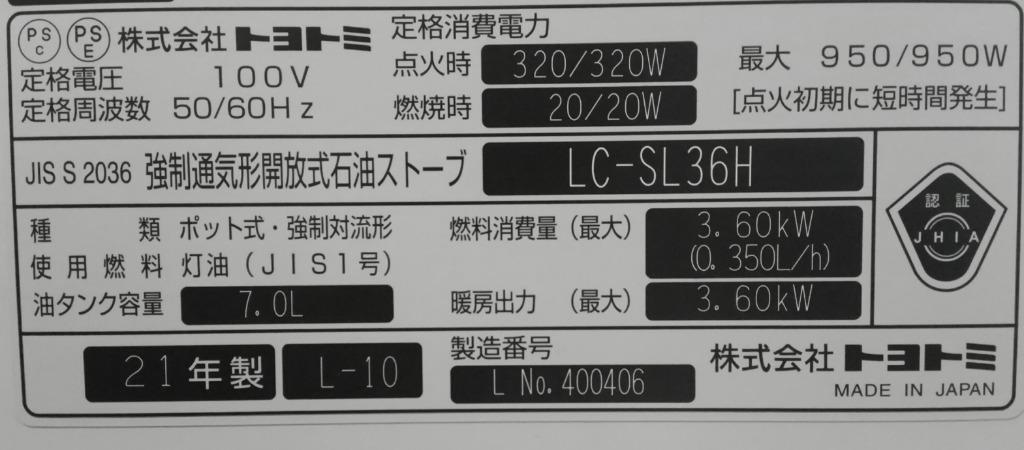 PS C PS E 株式会社 トヨトミ 定格消費電力
定格電圧 100V 点火時 320/320W 最大 950/950W
定格周波数 50/60Hz 燃焼時 20/20W [点火初期に短時間発生]
JIS S 2036 強制通気形開放式石油ストーブ LC-SL36H
認証
JHIA
種類 ポット式・強制対流形 燃料消費量(最大) 3.60kW
使用燃料 灯油(JIS1号) (0.350L/h)
油タンク容量 7.0L 暖房出力(最大) 3.60kW
21年製 L-10 製造番号
L No.400406
株式会社 トヨトミ
MADE IN JAPAN